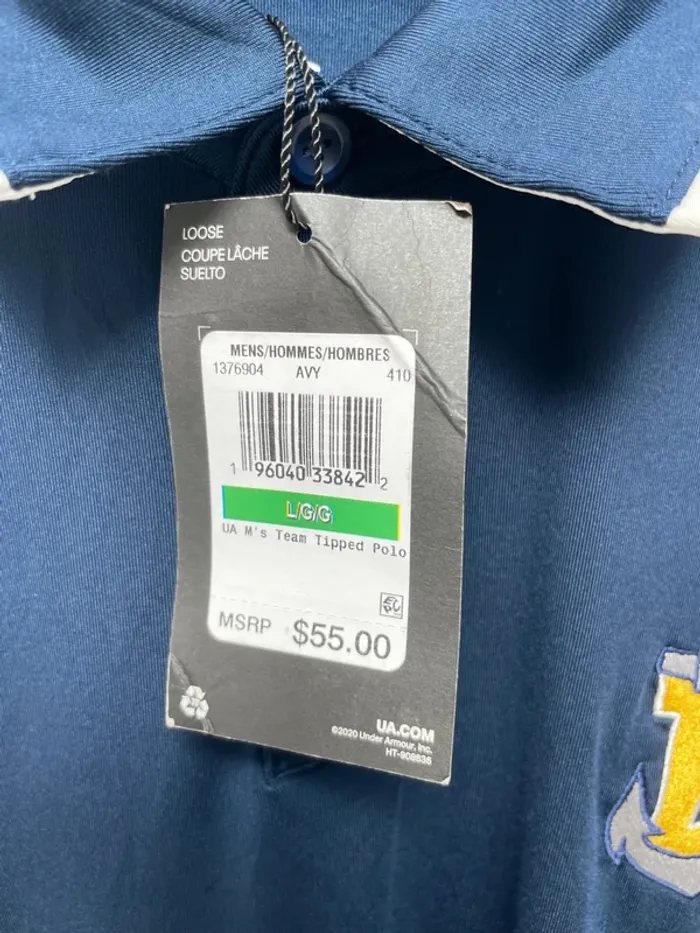 LOOSE
COUPE LÂCHE
SUELTO
MENS/HOMMES/HOMBRES
1376904 AVY 410
1 96040 33842 2
L/G/G
UA M's Team Tipped Polo
MSRP $55.00
UA.COM
©2020 Under Armour, Inc.
HT-908836